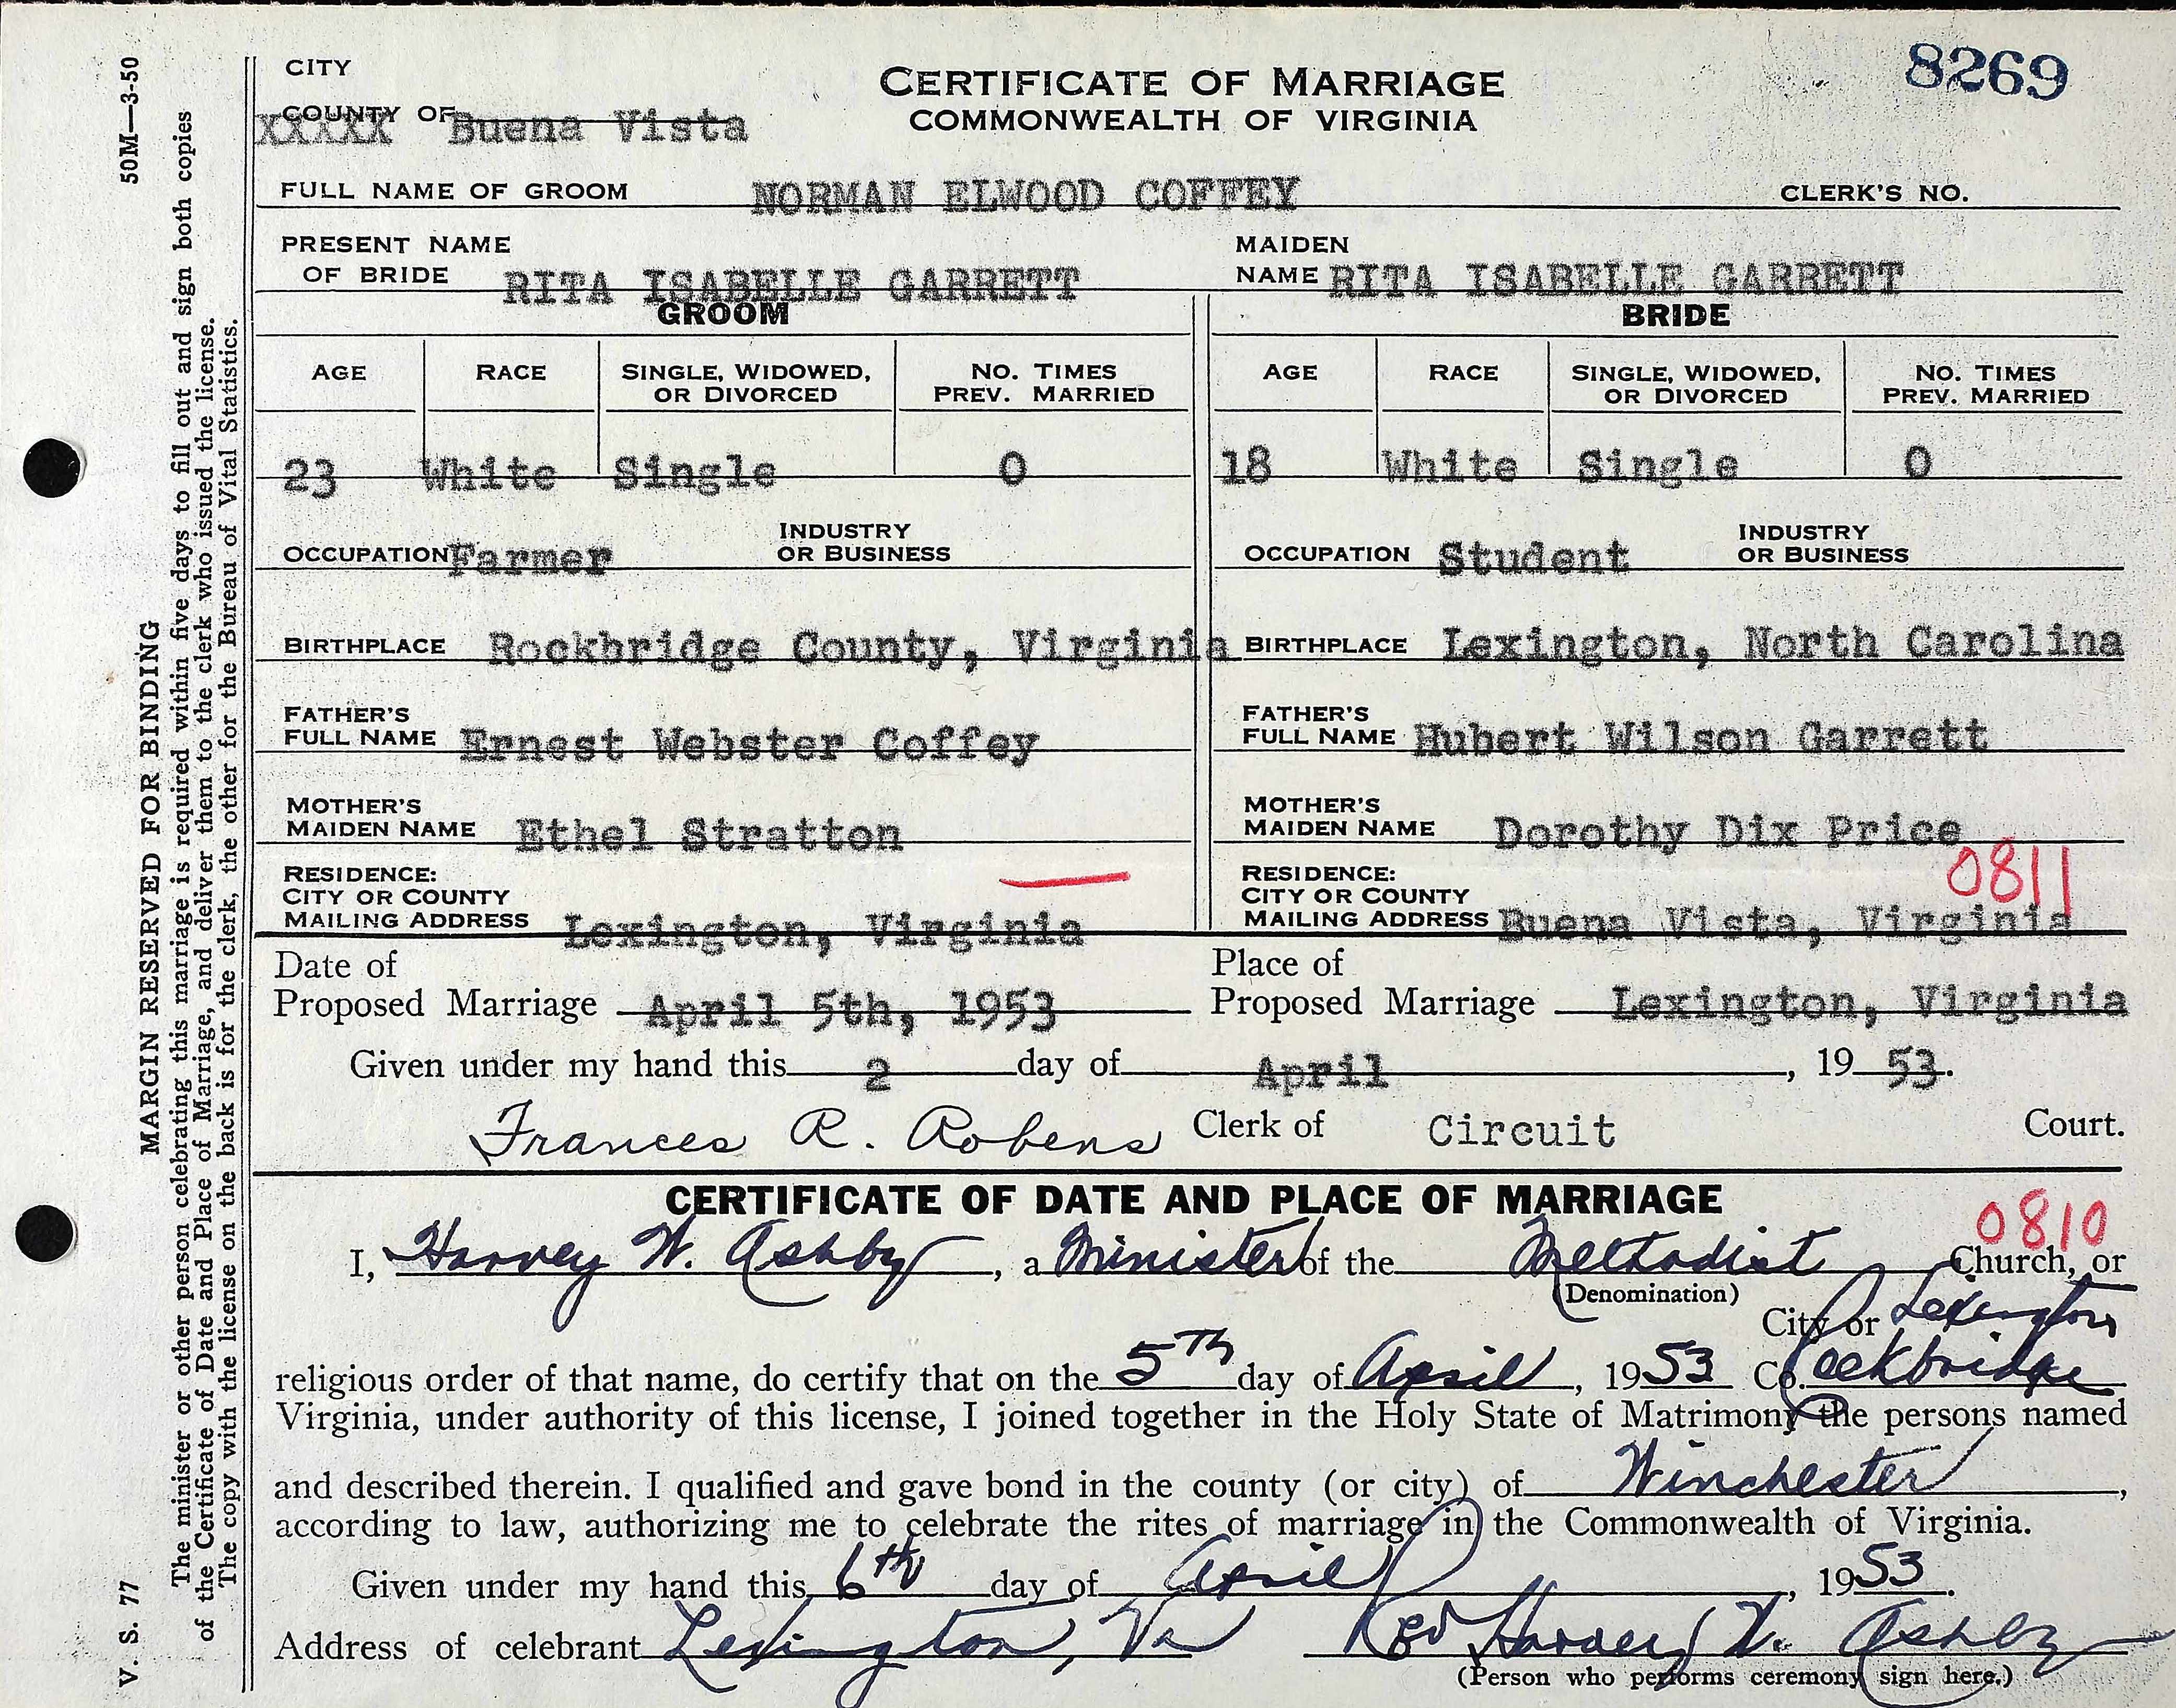 CITY
COUNTY OF Buena Vista
XXXXX
CERTIFICATE OF MARRIAGE
COMMONWEALTH OF VIRGINIA
8269
FULL NAME OF GROOM NORMAN ELWOOD COFFEY CLERK'S NO.
PRESENT NAME
OF BRIDE RITA ISABELLE GARRETT
MAIDEN
NAME RITA ISABELLE GARRETT
GROOM
AGE RACE SINGLE, WIDOWED, OR DIVORCED NO. TIMES PREV. MARRIED
23 White Single 0
OCCUPATION Farmer INDUSTRY OR BUSINESS
BIRTHPLACE Rockbridge County, Virginia
FATHER'S
FULL NAME Ernest Webster Coffey
MOTHER'S
MAIDEN NAME Ethel Stratton
RESIDENCE:
CITY OR COUNTY
MAILING ADDRESS Lexington, Virginia
BRIDE
AGE RACE SINGLE, WIDOWED, OR DIVORCED NO. TIMES PREV. MARRIED
18 White Single 0
OCCUPATION Student INDUSTRY OR BUSINESS
BIRTHPLACE Lexington, North Carolina
FATHER'S
FULL NAME Hubert Wilson Garrett
MOTHER'S
MAIDEN NAME Dorothy Dix Price
0811
RESIDENCE:
CITY OR COUNTY
MAILING ADDRESS Buena Vista, Virginia
Date of
Proposed Marriage April 5th, 1953
Place of
Proposed Marriage Lexington, Virginia
Given under my hand this 2 day of April, 19 53.
Frances R. Robens Clerk of Circuit Court.
CERTIFICATE OF DATE AND PLACE OF MARRIAGE
0810
I, Harvey W. Ashby, a Minister of the Methodist Church, or
(Denomination)
City or Lexington
religious order of that name, do certify that on the 5TH day of April, 1953 Co. Rockbridge
Virginia, under authority of this license, I joined together in the Holy State of Matrimony the persons named
and described therein. I qualified and gave bond in the county (or city) of Winchester,
according to law, authorizing me to celebrate the rites of marriage in the Commonwealth of Virginia.
Given under my hand this 6th day of April, 1953.
Address of celebrant Lexington, Va Rev Harvey W. Ashby
(Person who performs ceremony sign here.)
V. S. 77 MARGIN RESERVED FOR BINDING 50M—3-50
The minister or other person celebrating this marriage is required within five days to fill out and sign both copies
of the Certificate of Date and Place of Marriage, and deliver them to the clerk who issued the license.
The copy with the license on the back is for the clerk, the other for the Bureau of Vital Statistics.